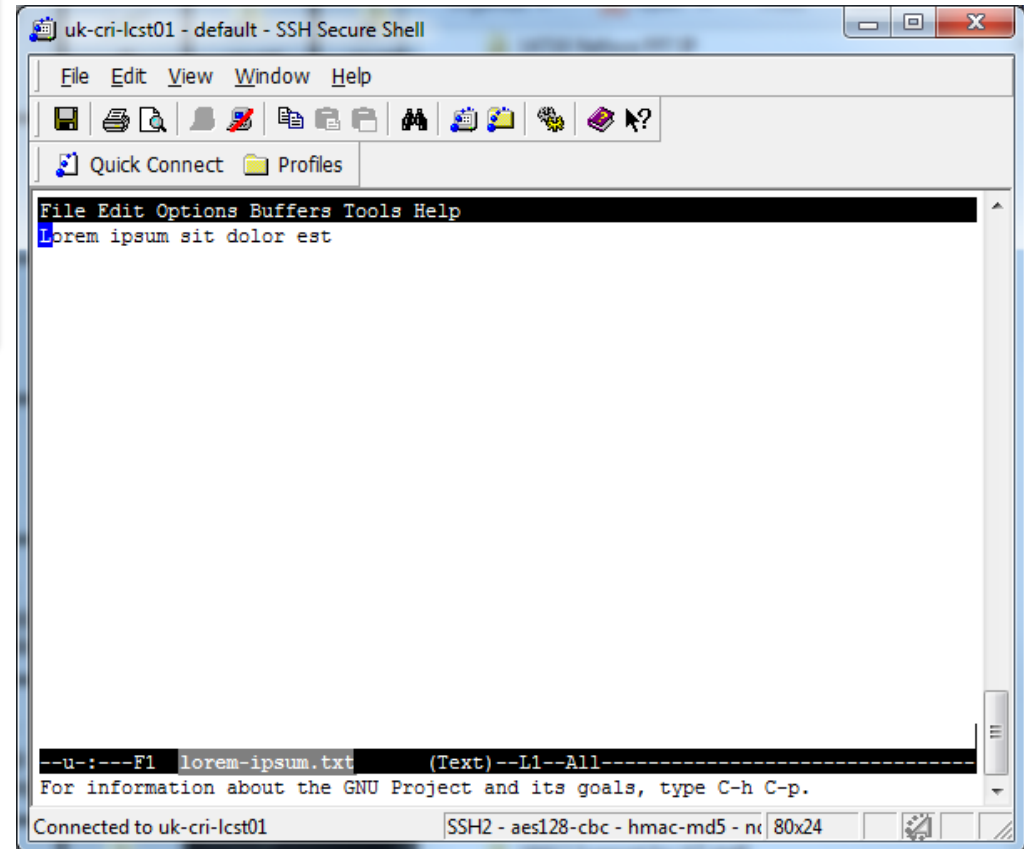 uk-cri-lcst01 - default - SSH Secure Shell
File Edit View Window Help
Quick Connect Profiles
File Edit Options Buffers Tools Help
Lorem ipsum sit dolor est
--u-:---F1 lorem-ipsum.txt (Text)--L1--All--------------------------------
For information about the GNU Project and its goals, type C-h C-p.
Connected to uk-cri-lcst01 SSH2 - aes128-cbc - hmac-md5 - 80x24